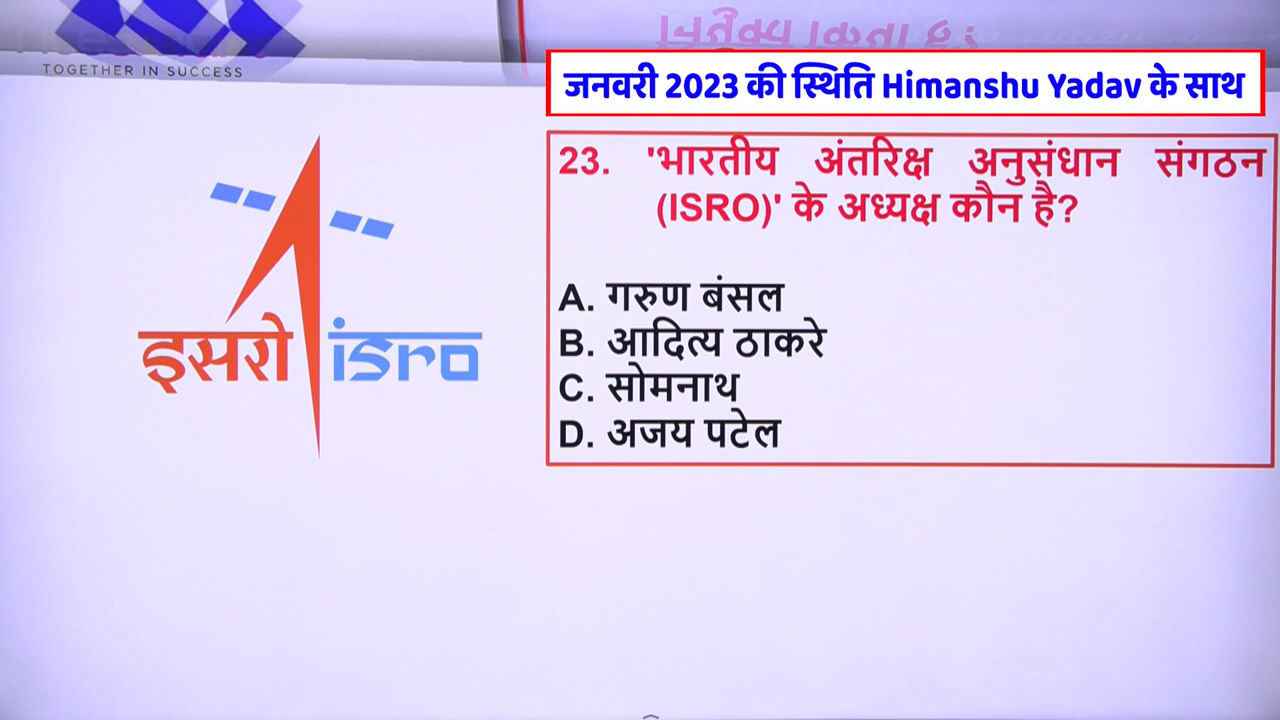 TOGETHER IN SUCCESS
जनवरी 2023 की स्थिति Himanshu Yadav के साथ
23. 'भारतीय अंतरिक्ष अनुसंधान संगठन
(ISRO)' के अध्यक्ष कौन है?
A. गरुण बंसल
B. आदित्य ठाकरे
C. सोमनाथ
D. अजय पटेल
इसरो isro